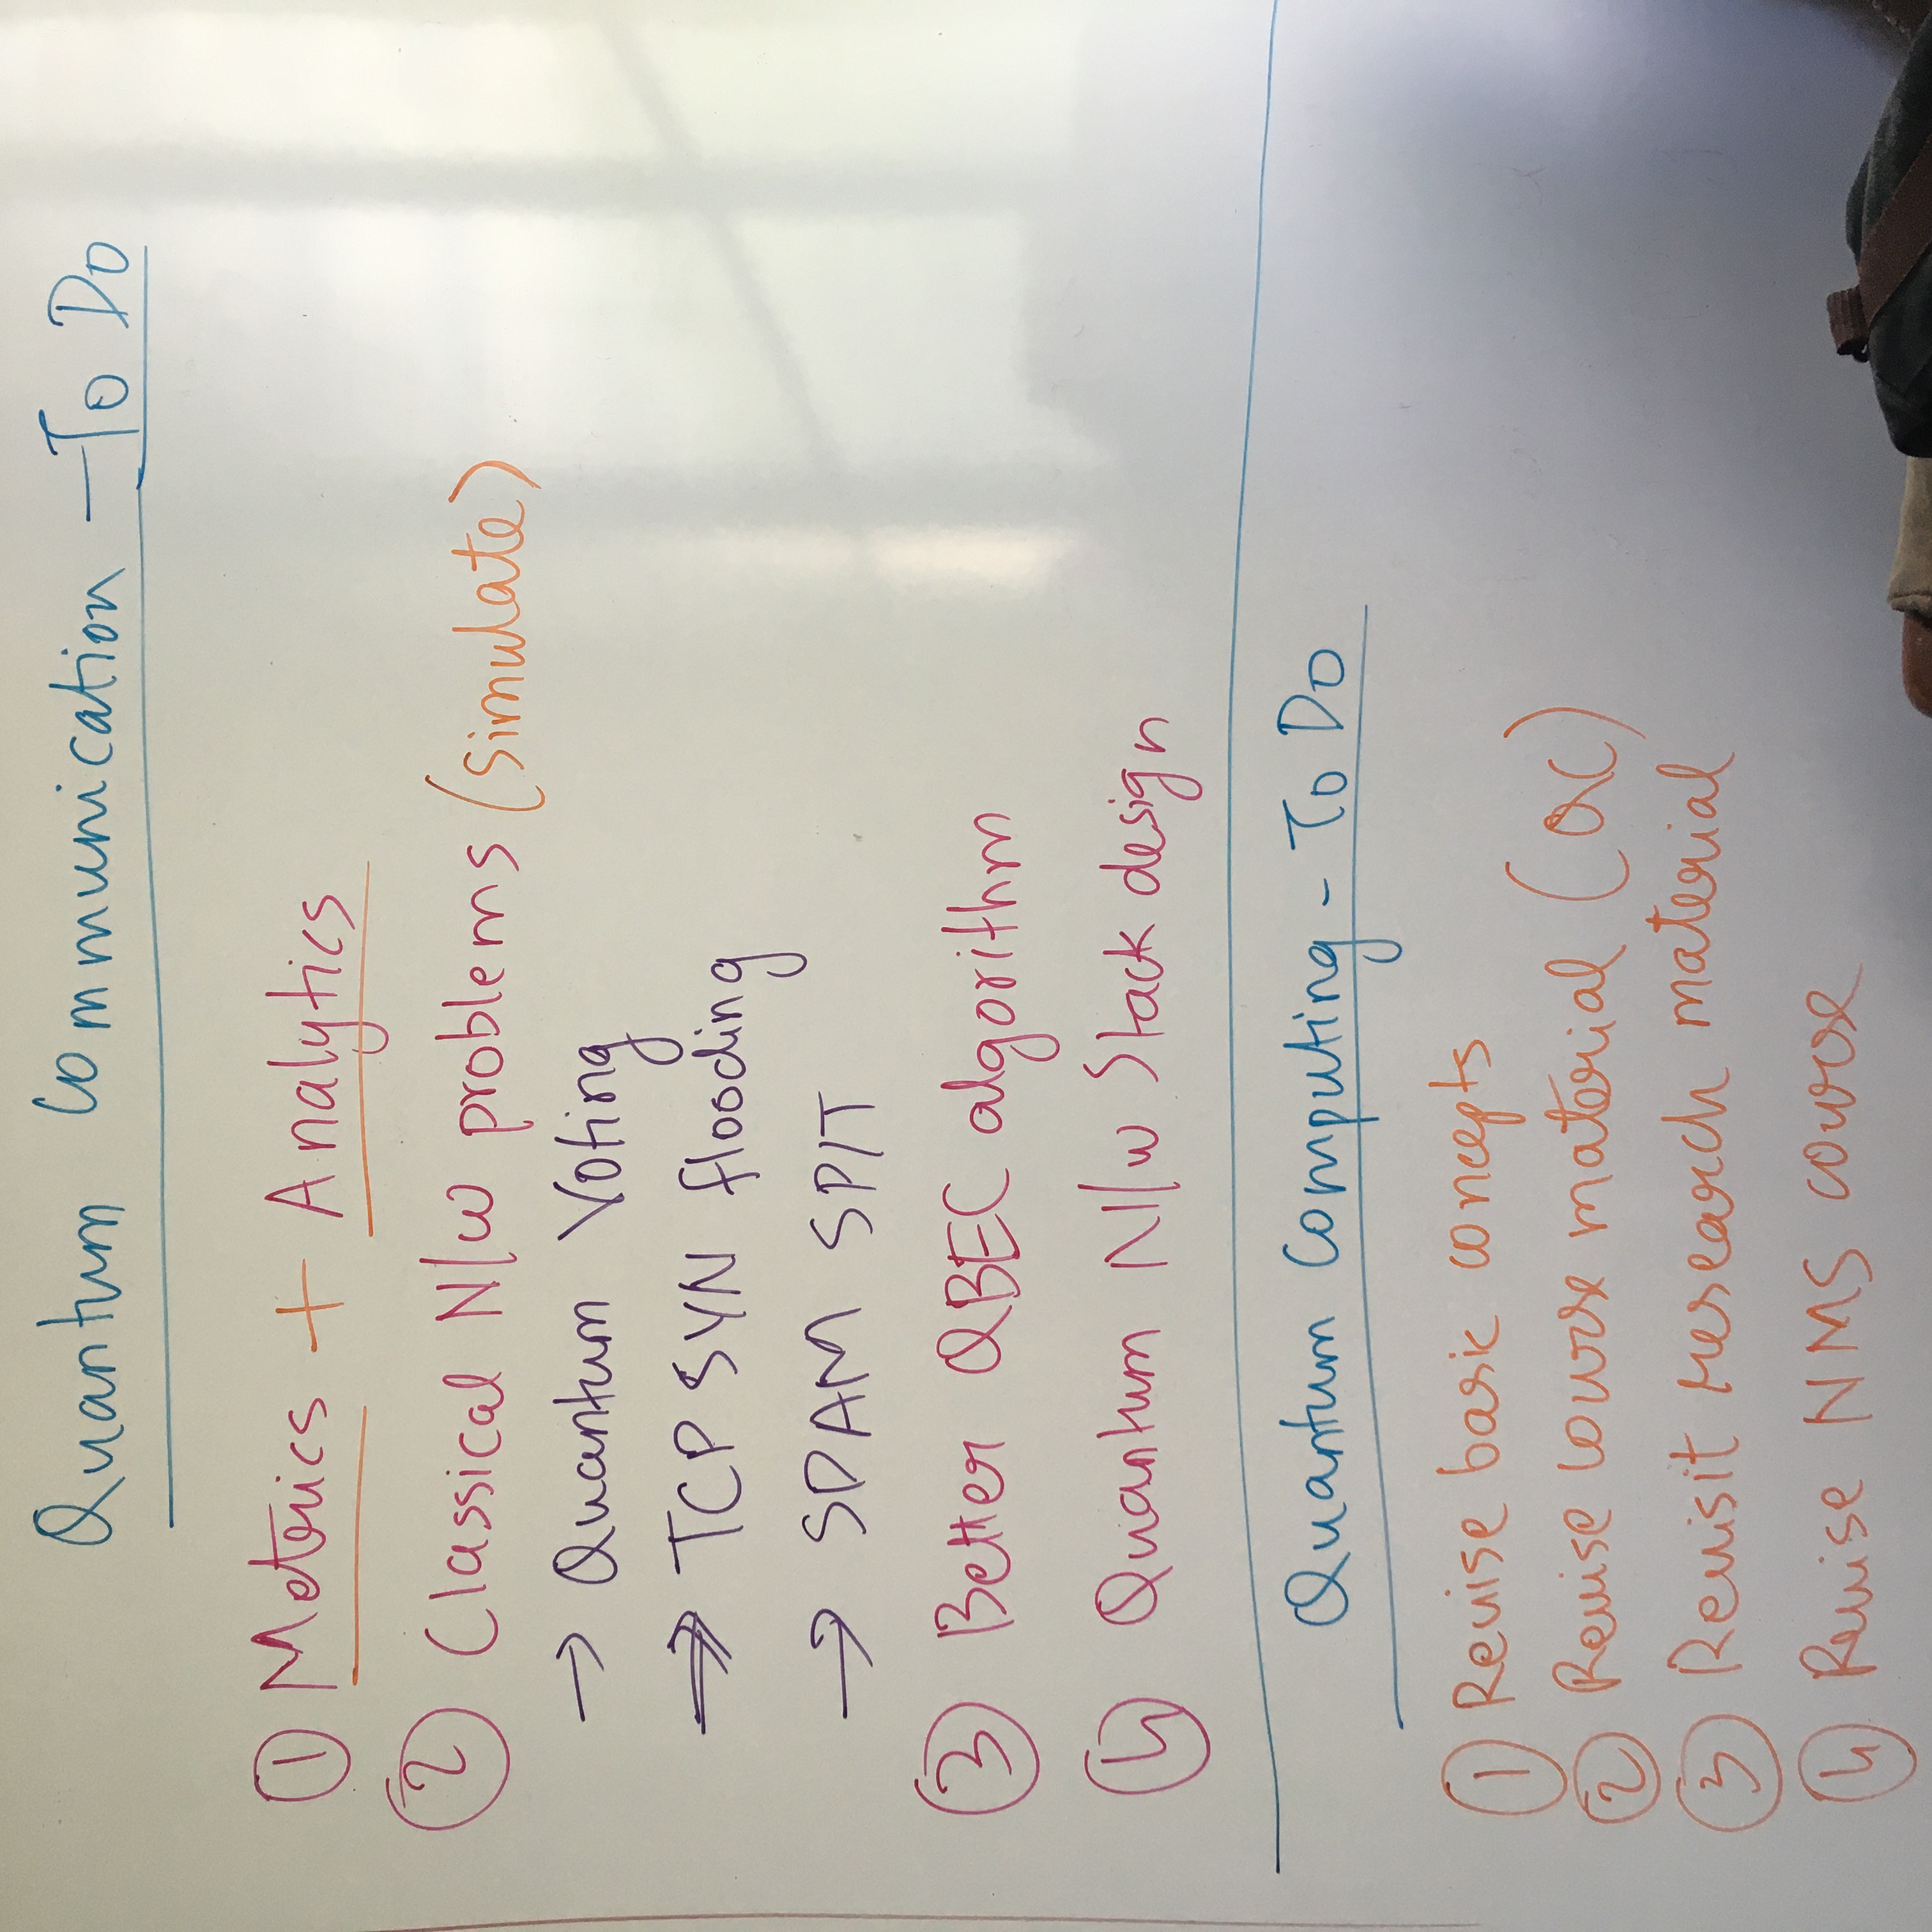 Quantum Communication - To Do
① Metrics + Analytics
② Classical N/w problems (simulate)
→ Quantum Voting
⇒ TCP SYN flooding
→ SPAM SPIT
③ Better QBEC algorithm
④ Quantum N/w Stack design
Quantum Computing - To Do
① Revise basic concepts
② Revise course material (QC)
③ Revisit research material
④ Revise NMS course